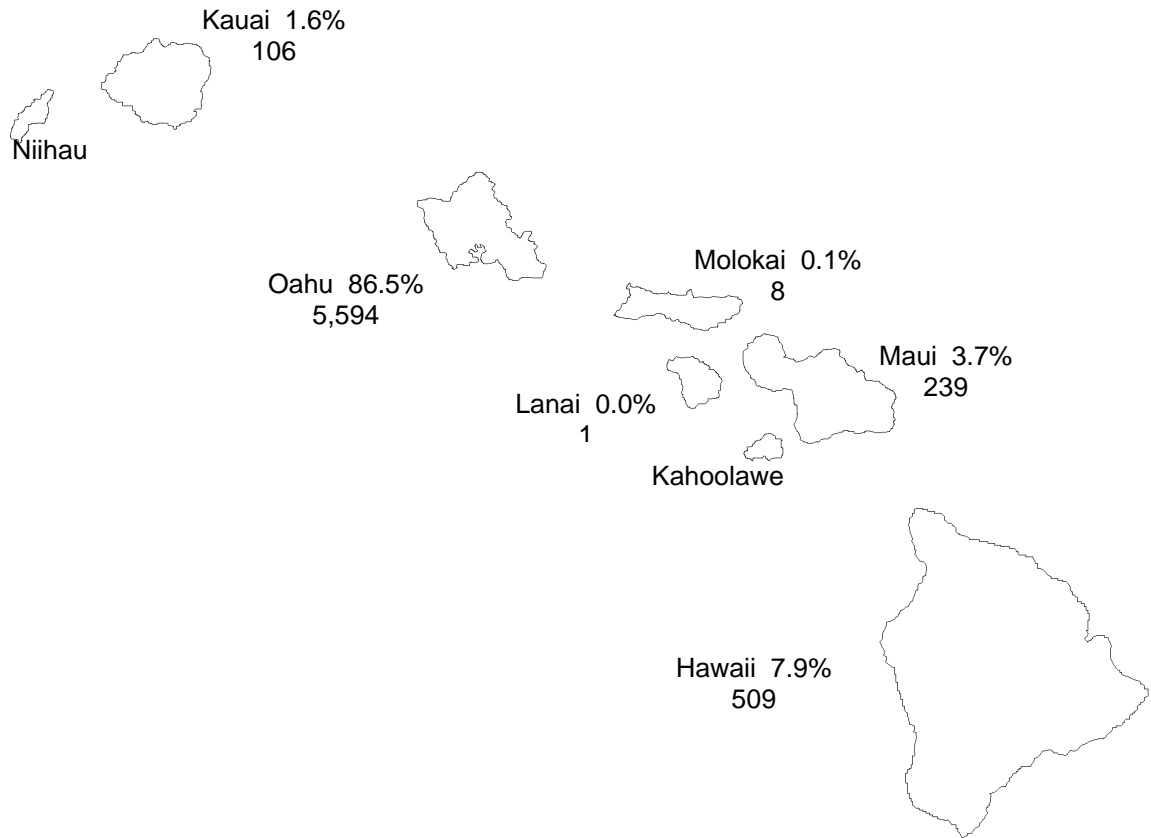 Kauai 1.6%
106
Niihau
Oahu 86.5%
5,594
Molokai 0.1%
8
Maui 3.7%
239
Lanai 0.0%
1
Kahoolawe
Hawaii 7.9%
509